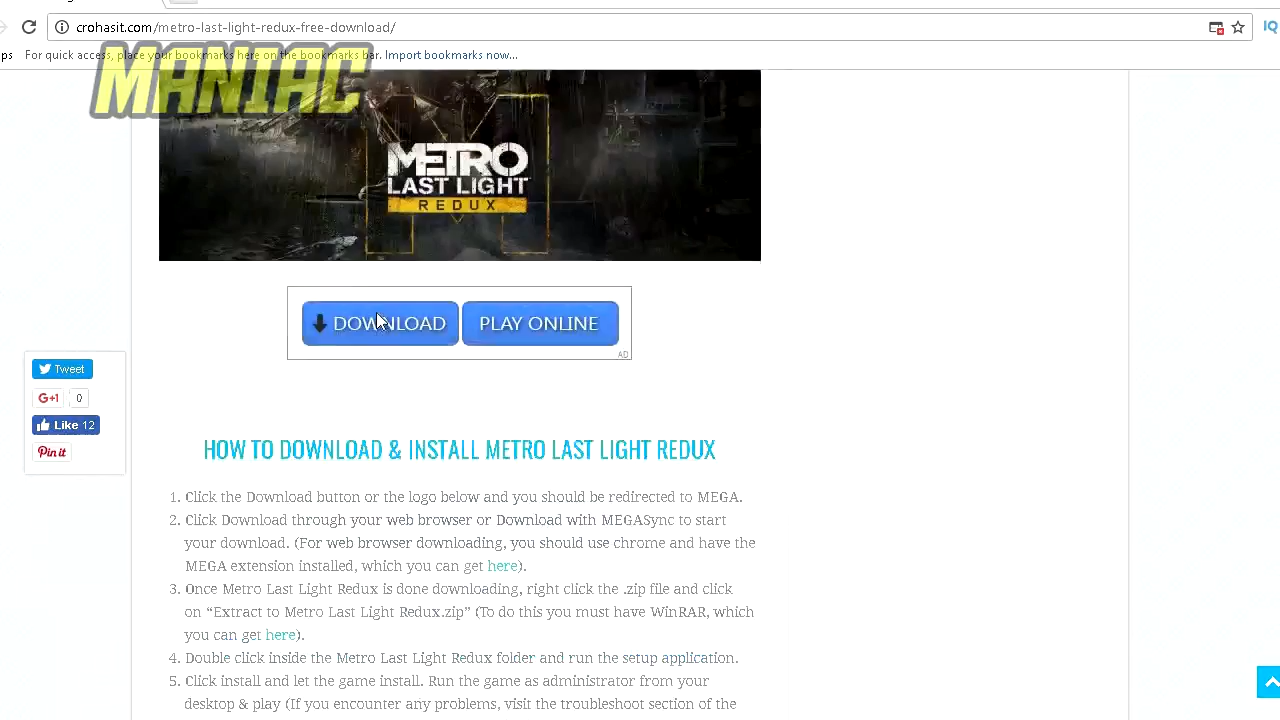 crohasit.com/metro-last-light-redux-free-download/
IQ
ps For quick access, place your bookmarks here on the bookmarks bar. Import bookmarks now...
MANIAC
METRO
LAST LIGHT
REDUX
DOWNLOAD PLAY ONLINE
AD
Tweet
G+1 0
Like 12
Pin it
HOW TO DOWNLOAD & INSTALL METRO LAST LIGHT REDUX
1. Click the Download button or the logo below and you should be redirected to MEGA.
2. Click Download through your web browser or Download with MEGASync to start
your download. (For web browser downloading, you should use chrome and have the
MEGA extension installed, which you can get here).
3. Once Metro Last Light Redux is done downloading, right click the .zip file and click
on “Extract to Metro Last Light Redux.zip” (To do this you must have WinRAR, which
you can get here).
4. Double click inside the Metro Last Light Redux folder and run the setup application.
5. Click install and let the game install. Run the game as administrator from your
desktop & play (If you encounter any problems, visit the troubleshoot section of the